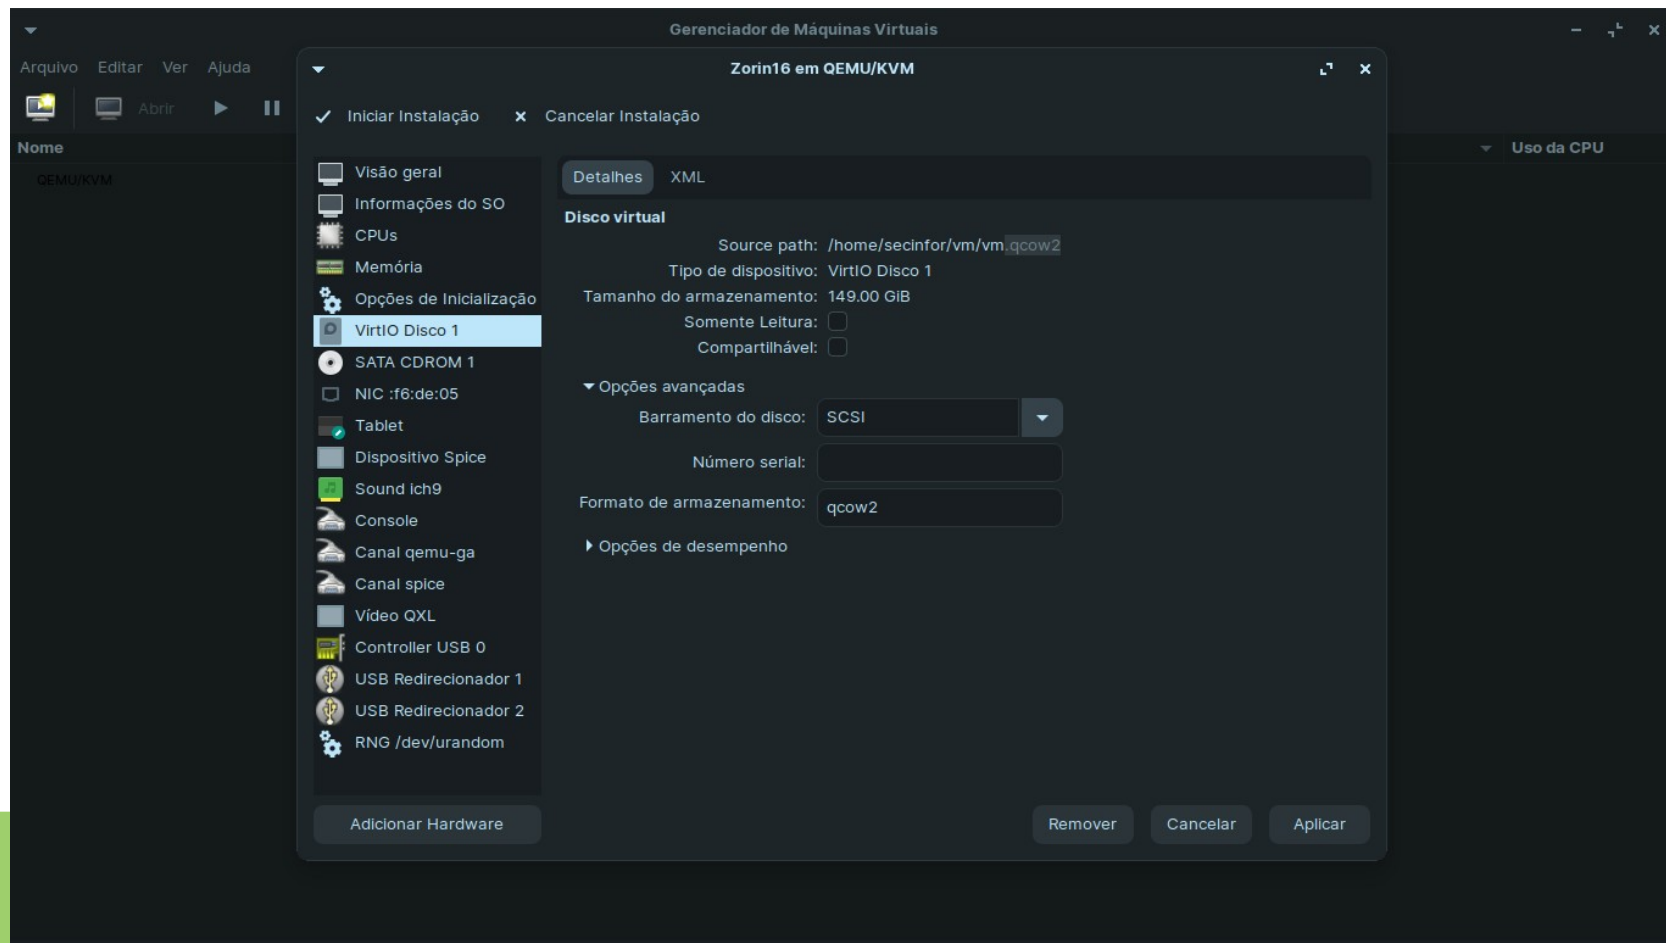 Gerenciador de Máquinas Virtuais
Arquivo Editar Ver Ajuda
Abrir
Nome
Uso da CPU
QEMU/KVM
Zorin16 em QEMU/KVM
Iniciar Instalação
Cancelar Instalação
Visão geral
Informações do SO
CPUs
Memória
Opções de Inicialização
VirtIO Disco 1
SATA CDROM 1
NIC :f6:de:05
Tablet
Dispositivo Spice
Sound ich9
Console
Canal qemu-ga
Canal spice
Vídeo QXL
Controller USB 0
USB Redirecionador 1
USB Redirecionador 2
RNG /dev/urandom
Adicionar Hardware
Detalhes XML
Disco virtual
Source path: /home/secinfor/vm/vm.qcow2
Tipo de dispositivo: VirtIO Disco 1
Tamanho do armazenamento: 149.00 GiB
Somente Leitura:
Compartilhável:
Opções avançadas
Barramento do disco: SCSI
Número serial:
Formato de armazenamento: qcow2
Opções de desempenho
Remover Cancelar Aplicar